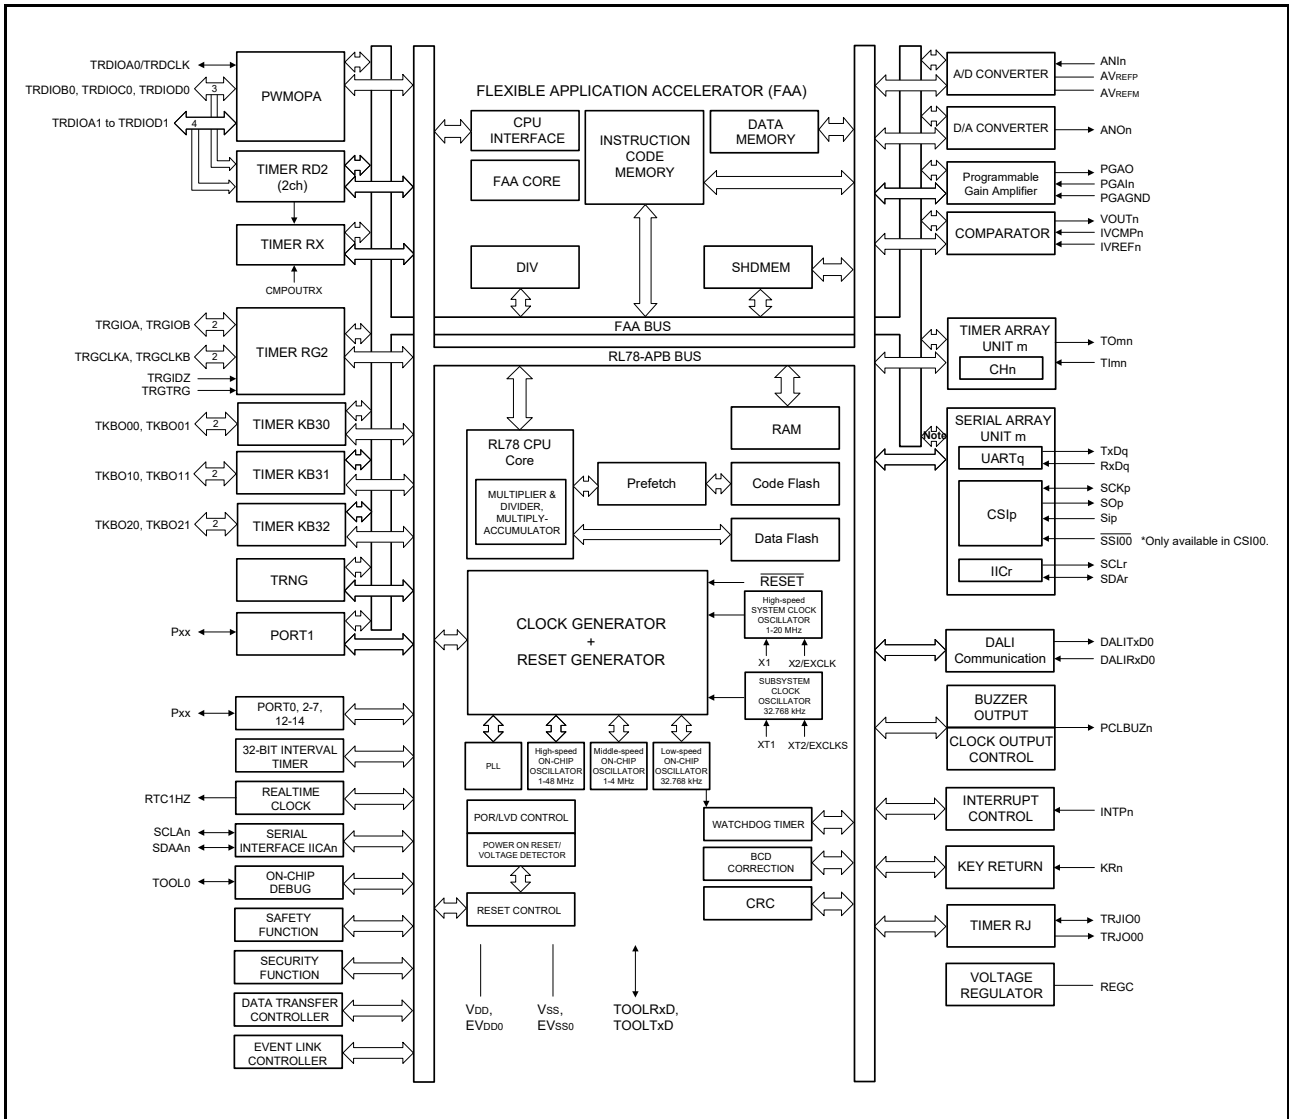 TRDIOA0/TRDCLK
TRDIOB0, TRDIOC0, TRDIOD0
3
TRDIOA1 to TRDIOD1
4
PWMOPA
TIMER RD2
(2ch)
TIMER RX
CMPOUTRX
TRGIOA, TRGIOB
2
TRGCLKA, TRGCLKB
2
TRGIDZ
TRGTRG
TIMER RG2
TKBO00, TKBO01
2
TIMER KB30
TKBO10, TKBO11
2
TIMER KB31
TKBO20, TKBO21
2
TIMER KB32
TRNG
Pxx
PORT1
Pxx
PORT0, 2-7,
12-14
32-BIT INTERVAL
TIMER
RTC1HZ
REALTIME
CLOCK
SCLAn
SDAAn
SERIAL
INTERFACE IICAn
TOOL0
ON-CHIP
DEBUG
SAFETY
FUNCTION
SECURITY
FUNCTION
DATA TRANSFER
CONTROLLER
EVENT LINK
CONTROLLER
FLEXIBLE APPLICATION ACCELERATOR (FAA)
CPU
INTERFACE
FAA CORE
INSTRUCTION
CODE
MEMORY
DATA
MEMORY
DIV
SHDMEM
FAA BUS
RL78-APB BUS
RL78 CPU
Core
MULTIPLIER &
DIVIDER,
MULTIPLY-
ACCUMULATOR
RAM
Prefetch
Code Flash
Data Flash
CLOCK GENERATOR
+
RESET GENERATOR
RESET
High-speed
SYSTEM CLOCK
OSCILLATOR
1-20 MHz
X1
X2/EXCLK
SUBSYSTEM
CLOCK
OSCILLATOR
32.768 kHz
XT1
XT2/EXCLKS
PLL
High-speed
ON-CHIP
OSCILLATOR
1-48 MHz
Middle-speed
ON-CHIP
OSCILLATOR
1-4 MHz
Low-speed
ON-CHIP
OSCILLATOR
32.768 kHz
POR/LVD CONTROL
POWER ON RESET/
VOLTAGE DETECTOR
RESET CONTROL
WATCHDOG TIMER
BCD
CORRECTION
CRC
VDD,
EVDD0
VSS,
EVSS0
TOOLRxD,
TOOLTxD
A/D CONVERTER
ANIn
AVREFP
AVREFM
D/A CONVERTER
ANOn
Programmable
Gain Amplifier
PGAO
PGAIn
PGAGND
COMPARATOR
VOUTn
IVCMPn
IVREFn
TIMER ARRAY
UNIT m
CHn
TOmn
TImn
Note
SERIAL ARRAY
UNIT m
UARTq
TxDq
RxDq
CSIp
SCKp
SOp
Sip
SSI00 *Only available in CSI00.
IICr
SCLr
SDAr
DALI
Communication
DALITxD0
DALIRxD0
BUZZER
OUTPUT
CLOCK OUTPUT
CONTROL
PCLBUZn
INTERRUPT
CONTROL
INTPn
KEY RETURN
KRn
TIMER RJ
TRJIO0
TRJO00
VOLTAGE
REGULATOR
REGC